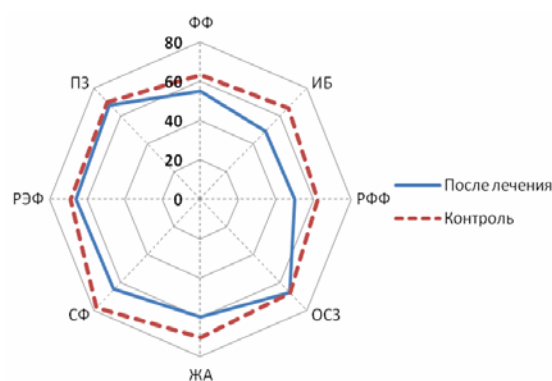 ФФ
80
60
40
20
0
ПЗ
ИБ
РЭФ
РФФ
СФ
ОСЗ
ЖА
После лечения
Контроль